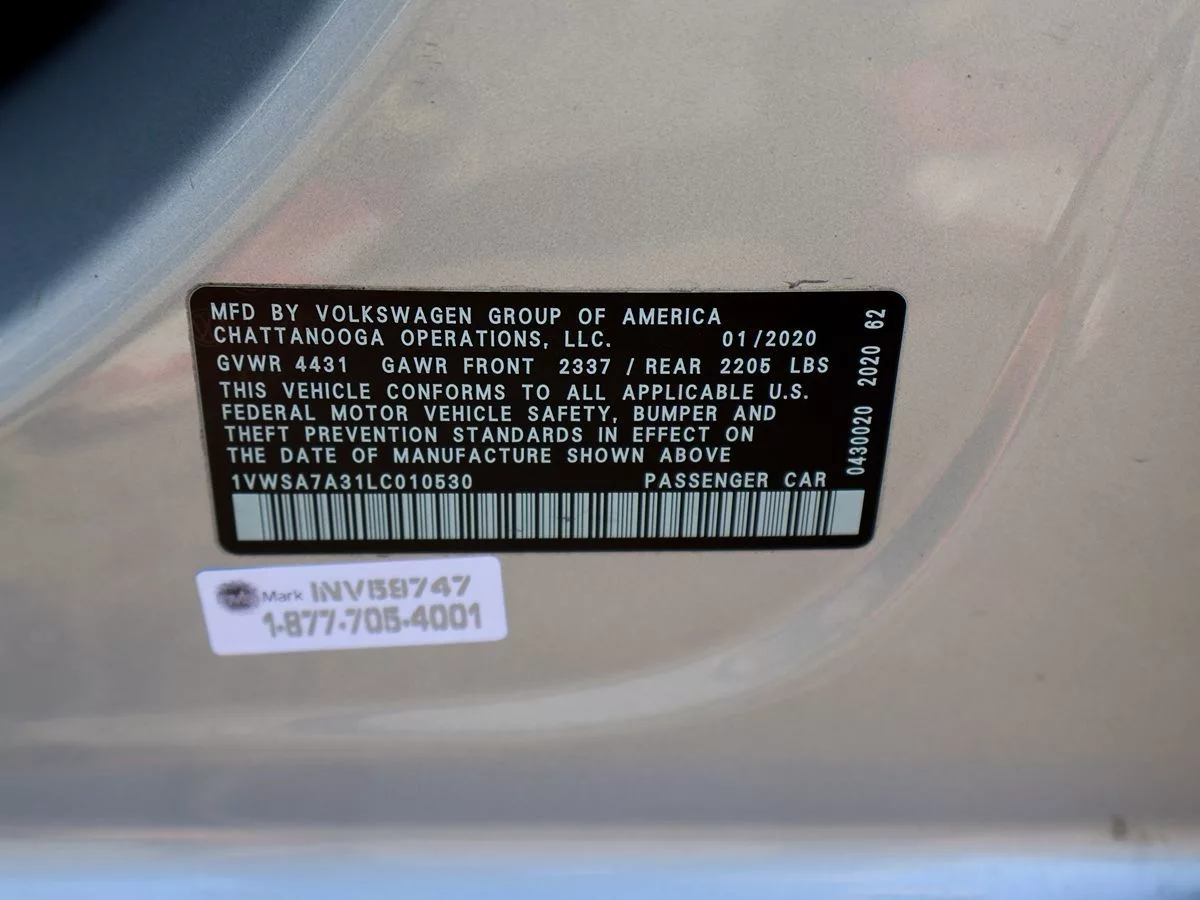 MFD BY VOLKSWAGEN GROUP OF AMERICA
CHATTANOOGA OPERATIONS, LLC. 01/2020
GVWR 4431 GAWR FRONT 2337 / REAR 2205 LBS
THIS VEHICLE CONFORMS TO ALL APPLICABLE U.S.
FEDERAL MOTOR VEHICLE SAFETY, BUMPER AND
THEFT PREVENTION STANDARDS IN EFFECT ON
THE DATE OF MANUFACTURE SHOWN ABOVE
1VWSA7A31LC010530 PASSENGER CAR
0430020 2020 62
Mark INV59747
1-877-705-4001